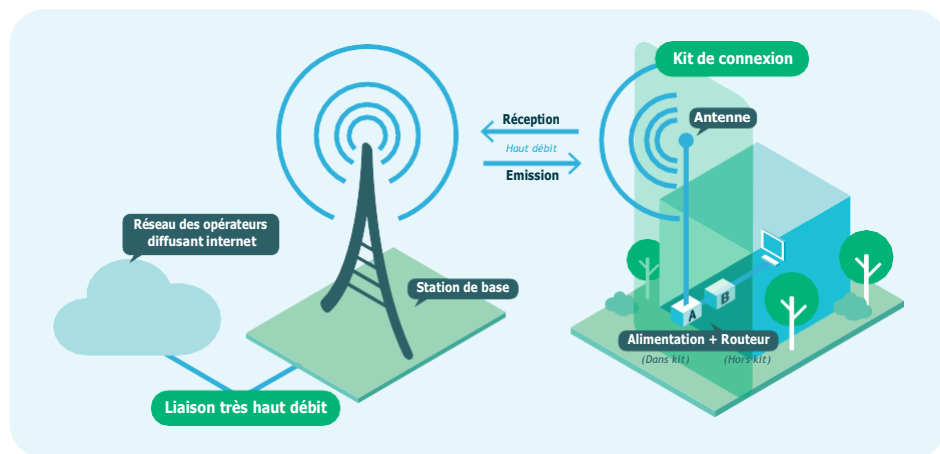 Kit de connexion
Antenne
Réception
Haut débit
Emission
Réseau des opérateurs
diffusant internet
Station de base
A
B
Alimentation + Routeur
(Dans kit)
(Hors kit)
Liaison très haut débit